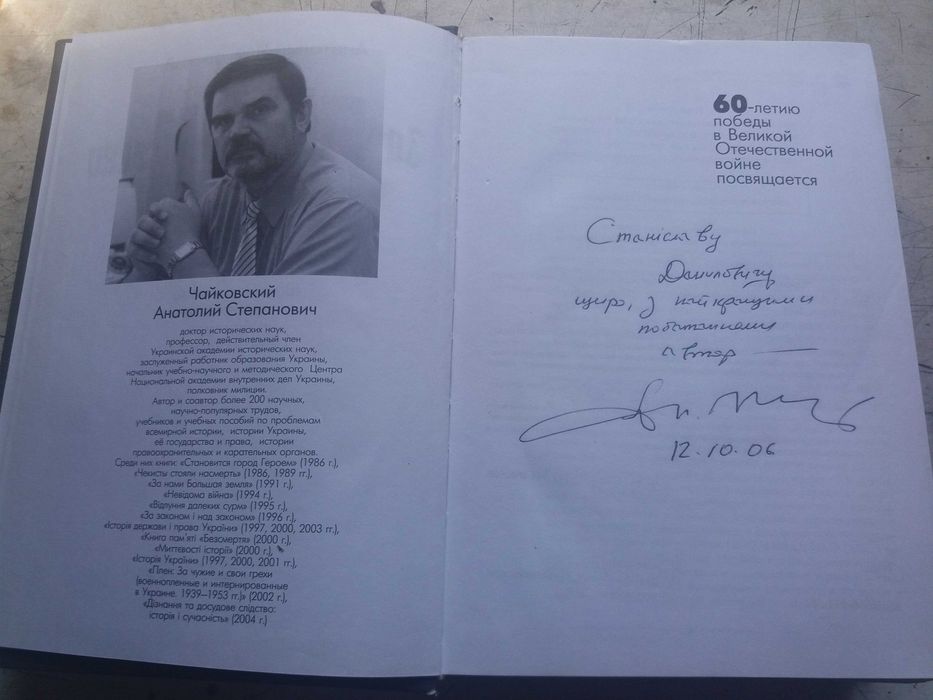 Чайковский
Анатолий Степанович
доктор исторических наук,
профессор, действительный член
Украинской академии исторических наук,
заслуженный работник образования Украины,
начальник учебно-научного и методического Центра
Национальной академии внутренних дел Украины,
полковник милиции.
Автор и соавтор более 200 научных,
научно-популярных трудов,
учебников и учебных пособий по проблемам
всемирной истории, истории Украины,
её государства и права, истории
правоохранительных и карательных органов.
Среди них книги: «Становится город Героем» (1986 г.),
«Чекисты стояли насмерть» (1986, 1989 гг.),
«За нами Большая земля» (1991 г.),
«Невідома війна» (1994 г.),
«Відлуння далеких сурм» (1995 г.),
«За законом і над законом» (1996 г.),
«Історія держави і права України» (1997, 2000, 2003 гг.),
«Книга пам'яті «Безсмертя» (2000 г.),
«Миттєвості історії» (2000 г.),
«Історія України» (1997, 2000, 2001 гг.),
«Плен: За чужие и свои грехи
(военнопленные и интернированные
в Украине. 1939–1953 гг.)» (2002 г.),
«Дізнання та досудове слідство:
історія і сучасність» (2004 г.)
60-летию
победы
в Великой
Отечественной
войне
посвящается
Станіславу
Даниловичу
щиро, з найкращими
побажаннями
автор
12.10.06